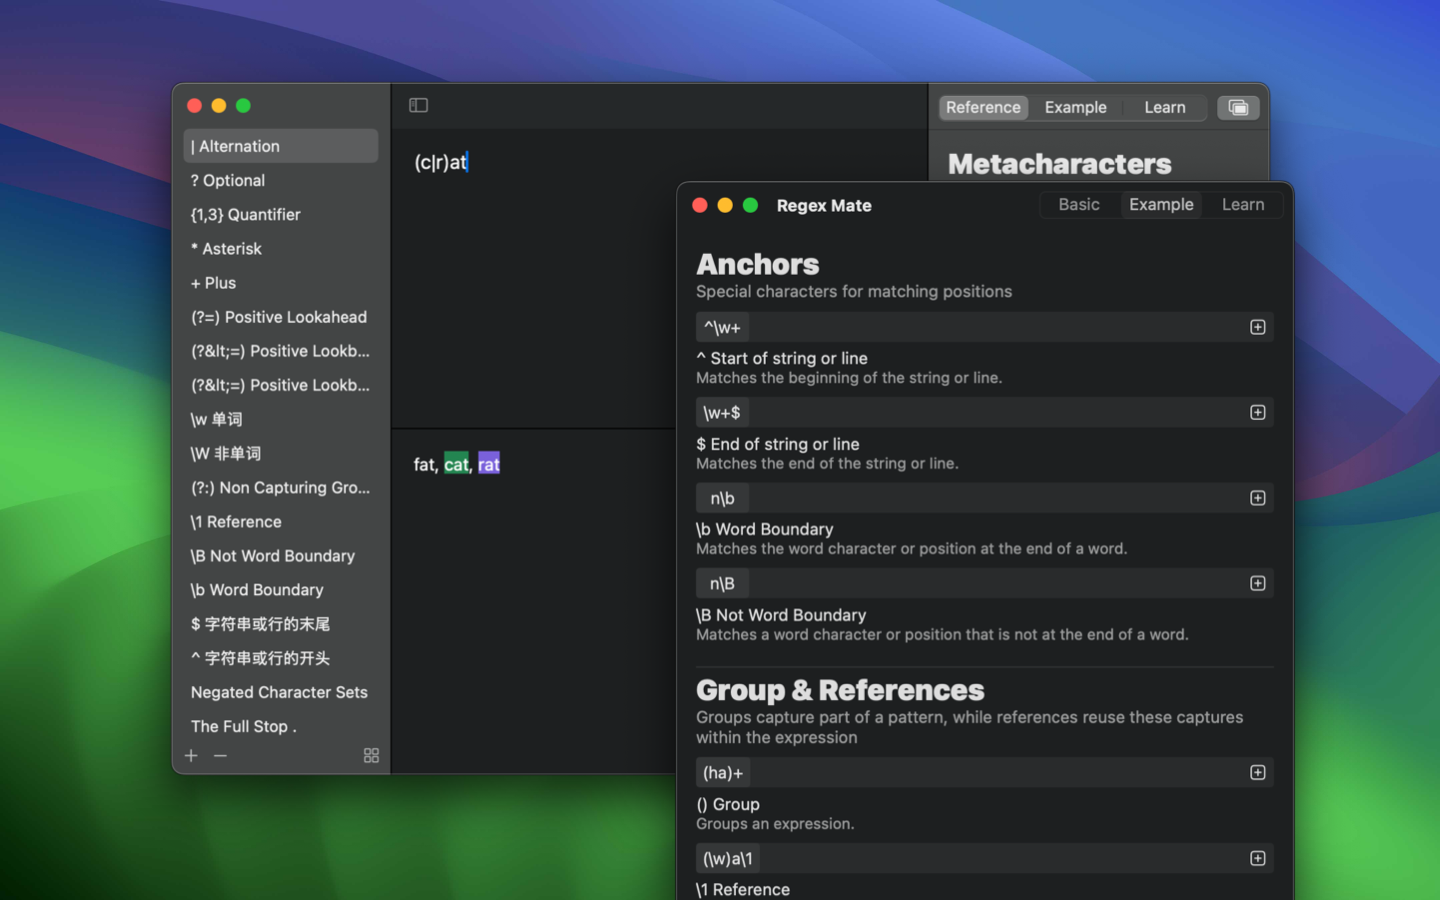 | Alternation
? Optional
{1,3} Quantifier
* Asterisk
+ Plus
(?=) Positive Lookahead
(?&lt;=) Positive Lookb...
(?&lt;=) Positive Lookb...
\w 单词
\W 非单词
(?:) Non Capturing Gro...
\1 Reference
\B Not Word Boundary
\b Word Boundary
$ 字符串或行的末尾
^ 字符串或行的开头
Negated Character Sets
The Full Stop .
(c|r)at
fat, cat, rat
Reference Example Learn
Metacharacters
Regex Mate Basic Example Learn
Anchors
Special characters for matching positions
^\w+
^ Start of string or line
Matches the beginning of the string or line.
\w+$
$ End of string or line
Matches the end of the string or line.
n\b
\b Word Boundary
Matches the word character or position at the end of a word.
n\B
\B Not Word Boundary
Matches a word character or position that is not at the end of a word.
Group & References
Groups capture part of a pattern, while references reuse these captures
within the expression
(ha)+
() Group
Groups an expression.
(\w)a\1
\1 Reference